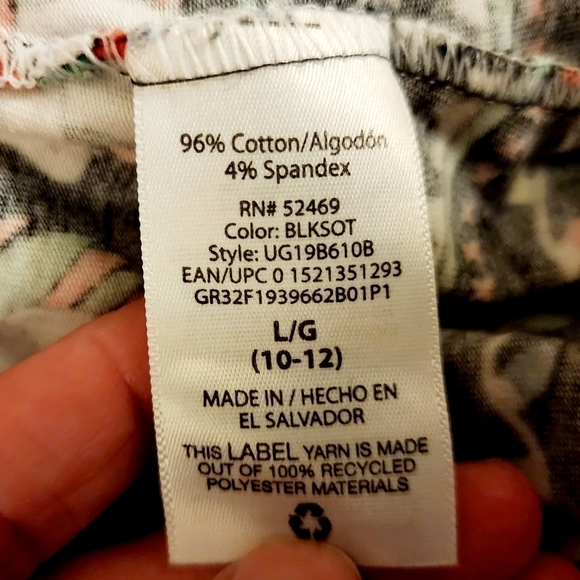 96% Cotton/Algodón
4% Spandex
RN# 52469
Color: BLKSOT
Style: UG19B610B
EAN/UPC 0 1521351293
GR32F1939662B01P1
L/G
(10-12)
MADE IN / HECHO EN
EL SALVADOR
THIS LABEL YARN IS MADE
OUT OF 100% RECYCLED
POLYESTER MATERIALS